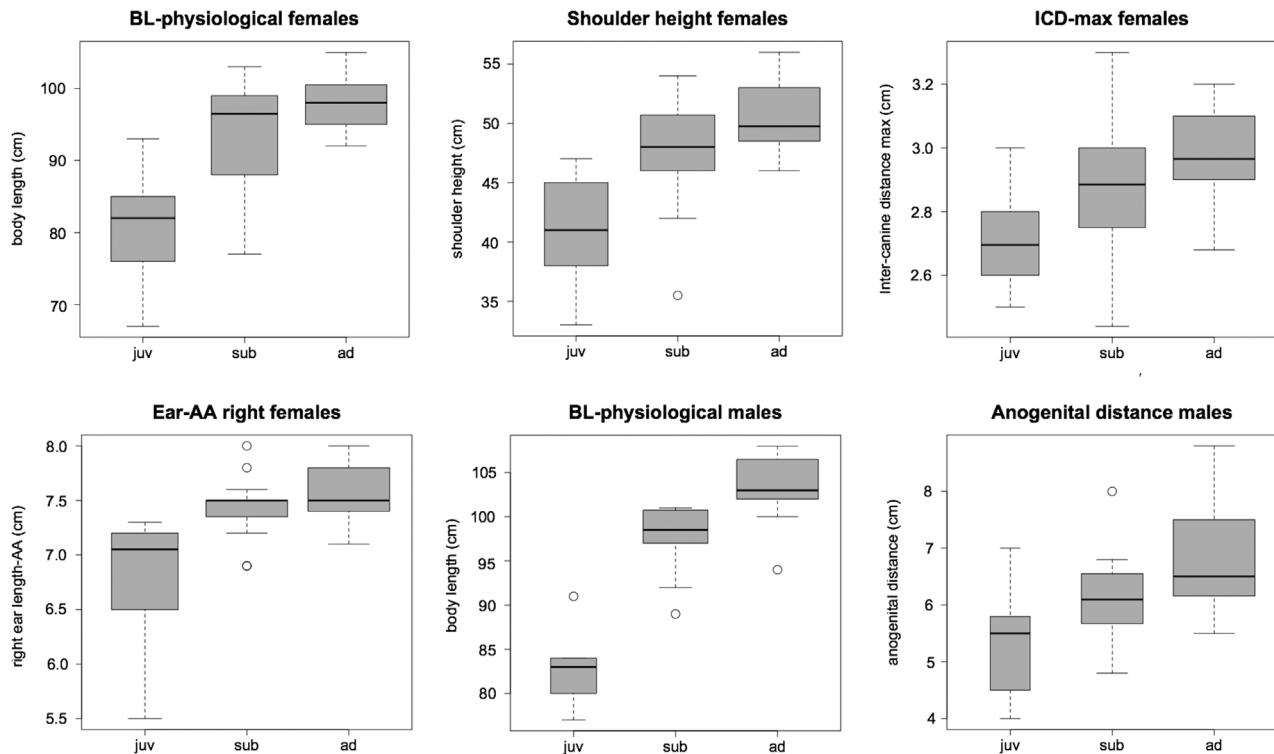 BL-physiological females
body length (cm)
100
90
80
70
juv sub ad
Shoulder height females
shoulder height (cm)
55
50
45
40
35
juv sub ad
ICD-max females
Inter-canine distance max (cm)
3.2
3.0
2.8
2.6
juv sub ad
Ear-AA right females
right ear length-AA (cm)
8.0
7.5
7.0
6.5
6.0
5.5
juv sub ad
BL-physiological males
body length (cm)
105
100
95
90
85
80
juv sub ad
Anogenital distance males
anogenital distance (cm)
8
7
6
5
4
juv sub ad